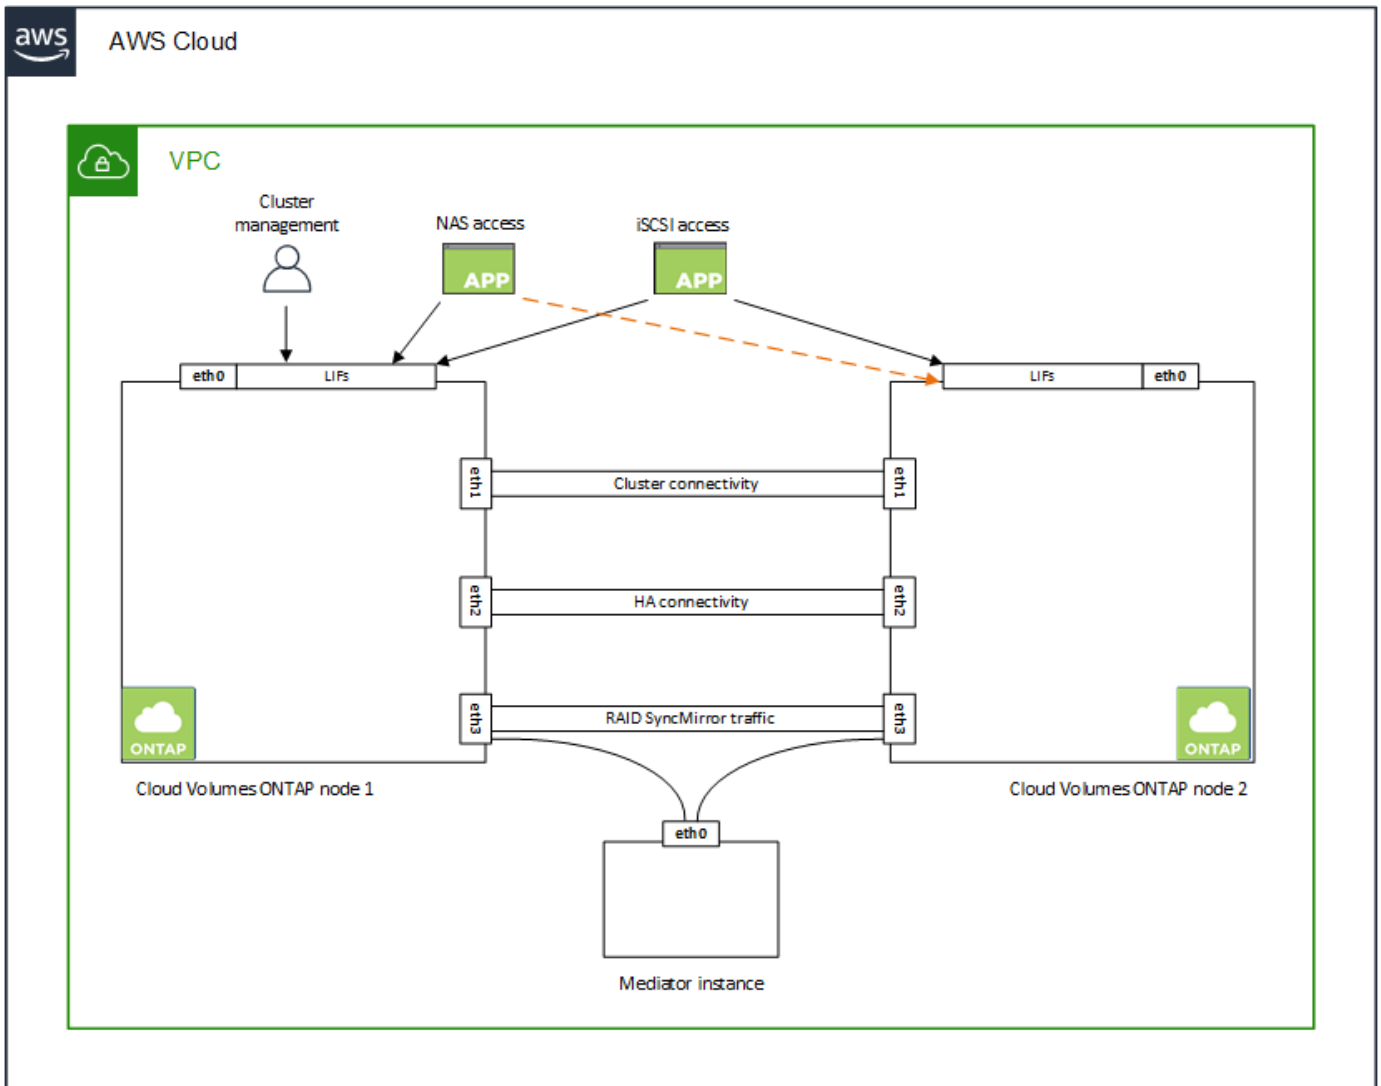 aws
AWS Cloud
VPC
Cluster
management
NAS access
iSCSI access
APP
APP
eth0
LIFs
LIFs
eth0
eth1
Cluster connectivity
eth1
eth2
HA connectivity
eth2
eth3
RAID SyncMirror traffic
eth3
ONTAP
ONTAP
Cloud Volumes ONTAP node 1
Cloud Volumes ONTAP node 2
eth0
Mediator instance